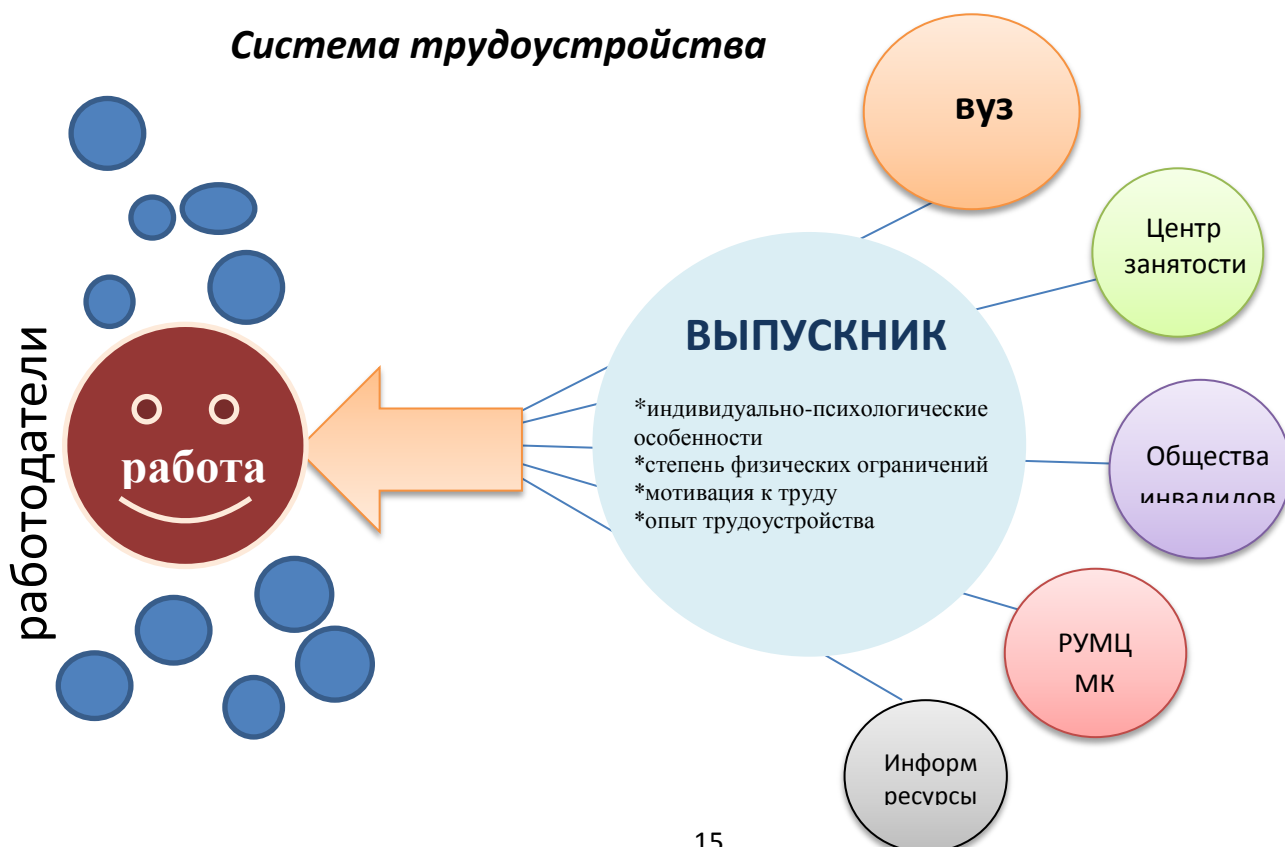 Система трудоустройства
вуз
Центр
занятости
ВЫПУСКНИК
*индивидуально-психологические
особенности
*степень физических ограничений
*мотивация к труду
*опыт трудоустройства
работодатели
работа
Общества
инвалидов
РУМЦ
МК
Информ
ресурсы
15